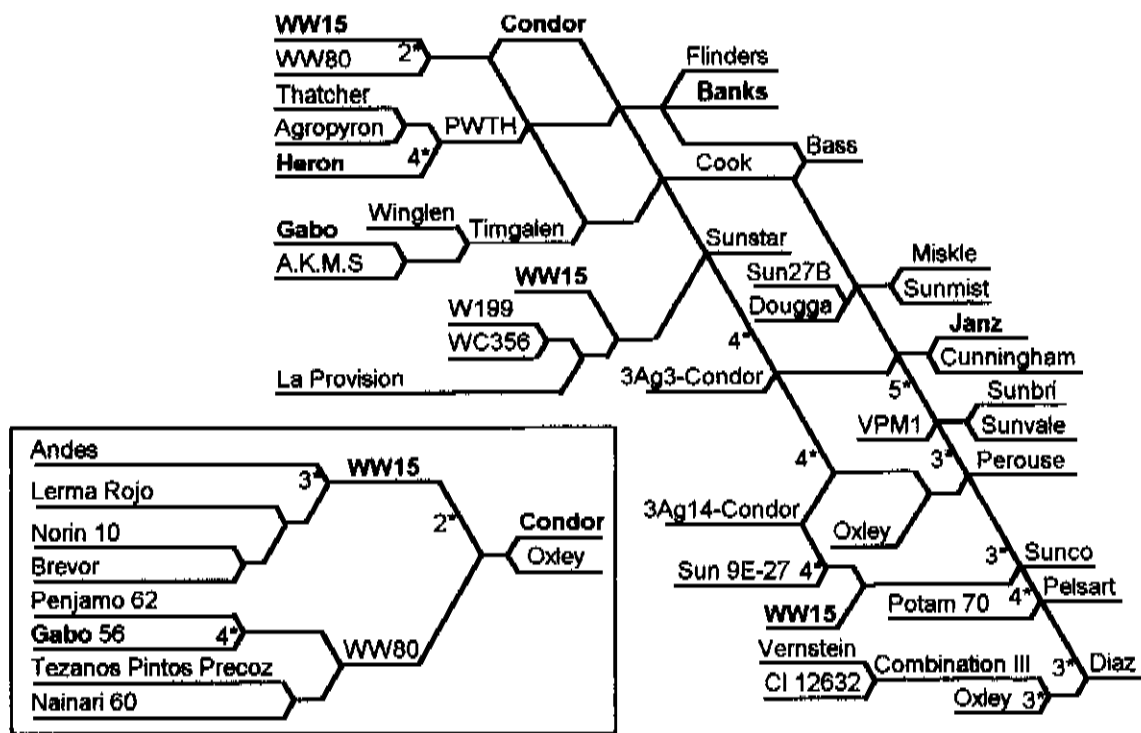 WW15
WW80
2*
Condor
Thatcher
Agropyron
Heron
4*
PWTH
Flinders
Banks
Bass
Cook
Winglen
Gabo
A.K.M.S
Timgalen
Sunstar
WW15
W199
WC356
La Provision
Sun27B
Dougga
Miskle
Sunmist
4*
3Ag3-Condor
Janz
Cunningham
5*
VPM1
Sunbri
Sunvale
4*
3*
Perouse
3Ag14-Condor
Oxley
Sun 9E-27
4*
WW15
3*
Sunco
Potam 70
4*
Pelsart
Vernstein
CI 12632
Combination III
Oxley
3*
3*
Diaz
Andes
Lerma Rojo
Norin 10
Brevor
3*
WW15
2*
Condor
Oxley
Penjamo 62
Gabo 56
4*
Tezanos Pintos Precoz
Nainari 60
WW80